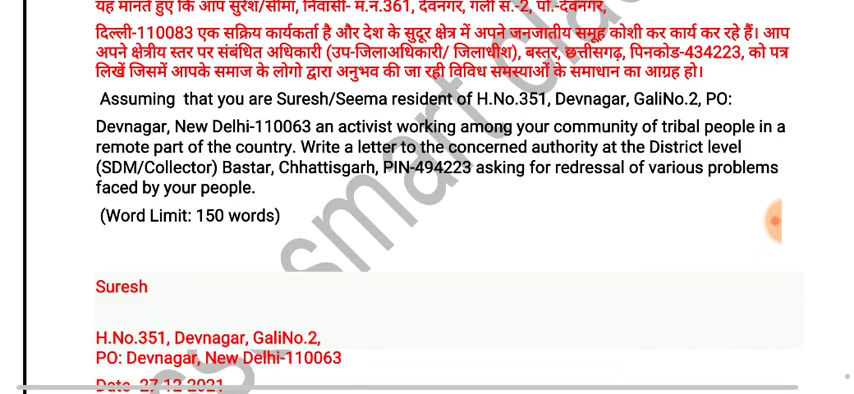 यह मानते हुए कि आप सुरेश/सीमा, निवासी- म.न.361, देवनगर, गली सं.-2, पो.-देवनगर,
दिल्ली-110083 एक सक्रिय कार्यकर्ता है और देश के सुदूर क्षेत्र में अपने जनजातीय समूह कोशी कर कार्य कर रहे हैं। आप
अपने क्षेत्रीय स्तर पर संबंधित अधिकारी (उप-जिलाअधिकारी/ जिलाधीश), बस्तर, छत्तीसगढ़, पिनकोड-434223, को पत्र
लिखें जिसमें आपके समाज के लोगो द्वारा अनुभव की जा रही विविध समस्याओं के समाधान का आग्रह हो।
Assuming that you are Suresh/Seema resident of H.No.351, Devnagar, GaliNo.2, PO:
Devnagar, New Delhi-110063 an activist working among your community of tribal people in a
remote part of the country. Write a letter to the concerned authority at the District level
(SDM/Collector) Bastar, Chhattisgarh, PIN-494223 asking for redressal of various problems
faced by your people.
(Word Limit: 150 words)
Suresh
H.No.351, Devnagar, GaliNo.2,
PO: Devnagar, New Delhi-110063
Date 27-12-2021
smart